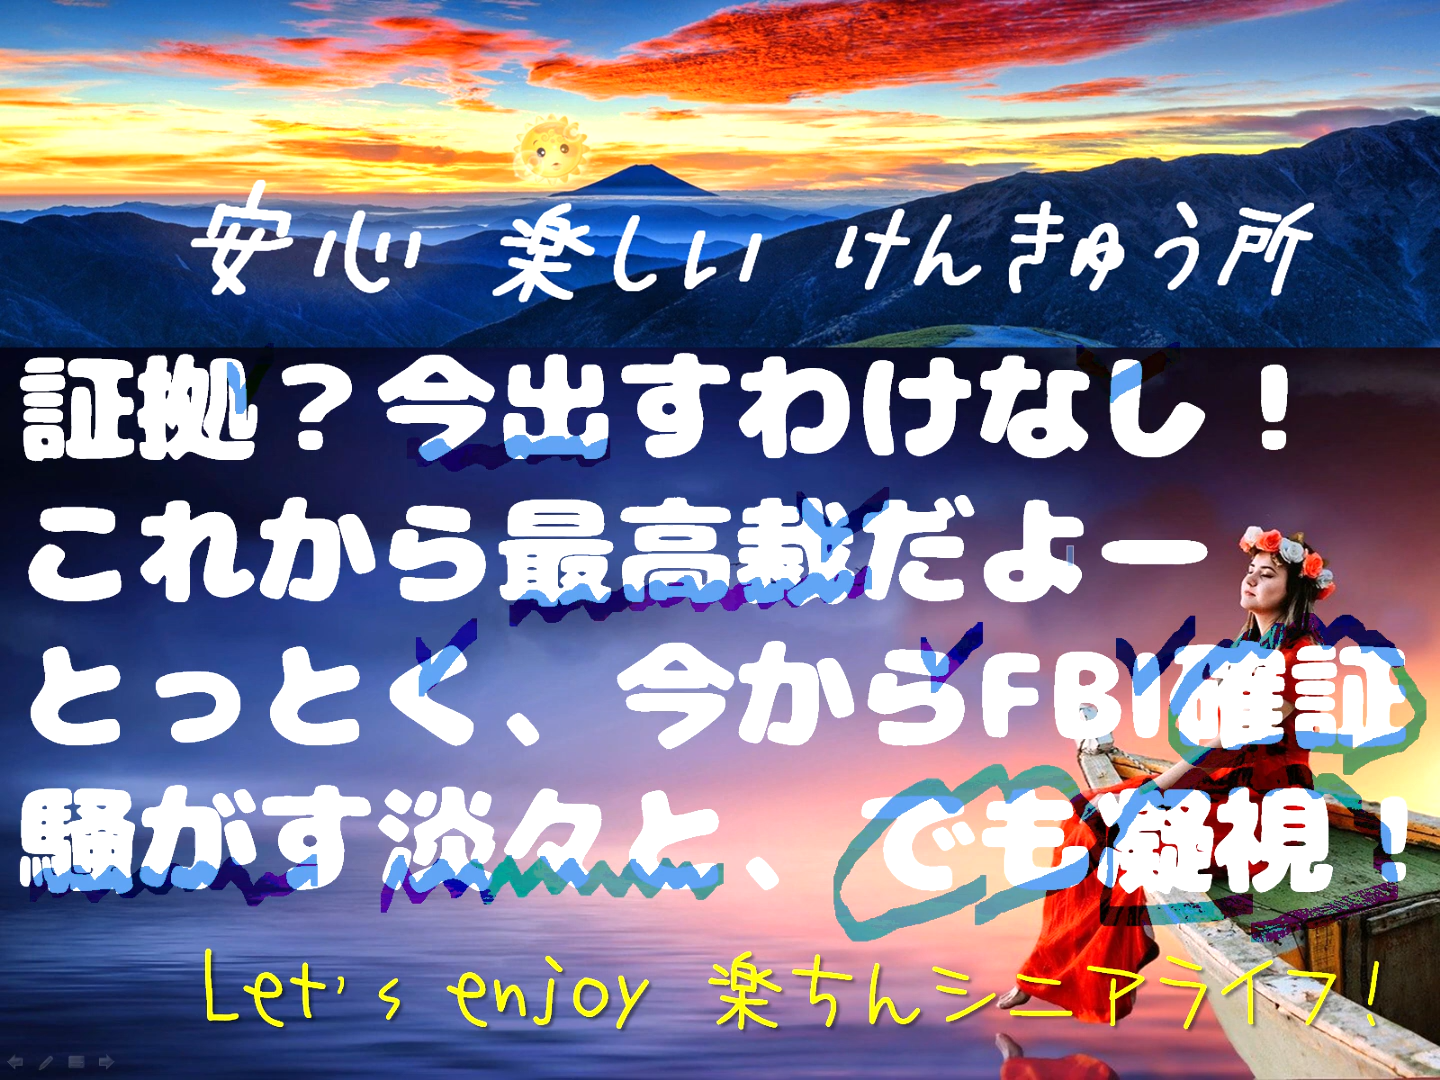 安心 楽しい けんきゅう所
証拠？今出すわけなし！
これから最高裁だよー
とっとく、今からFBI確証
騒がす淡々と、でも凝視！
Let's enjoy 楽ちんシニアライフ!